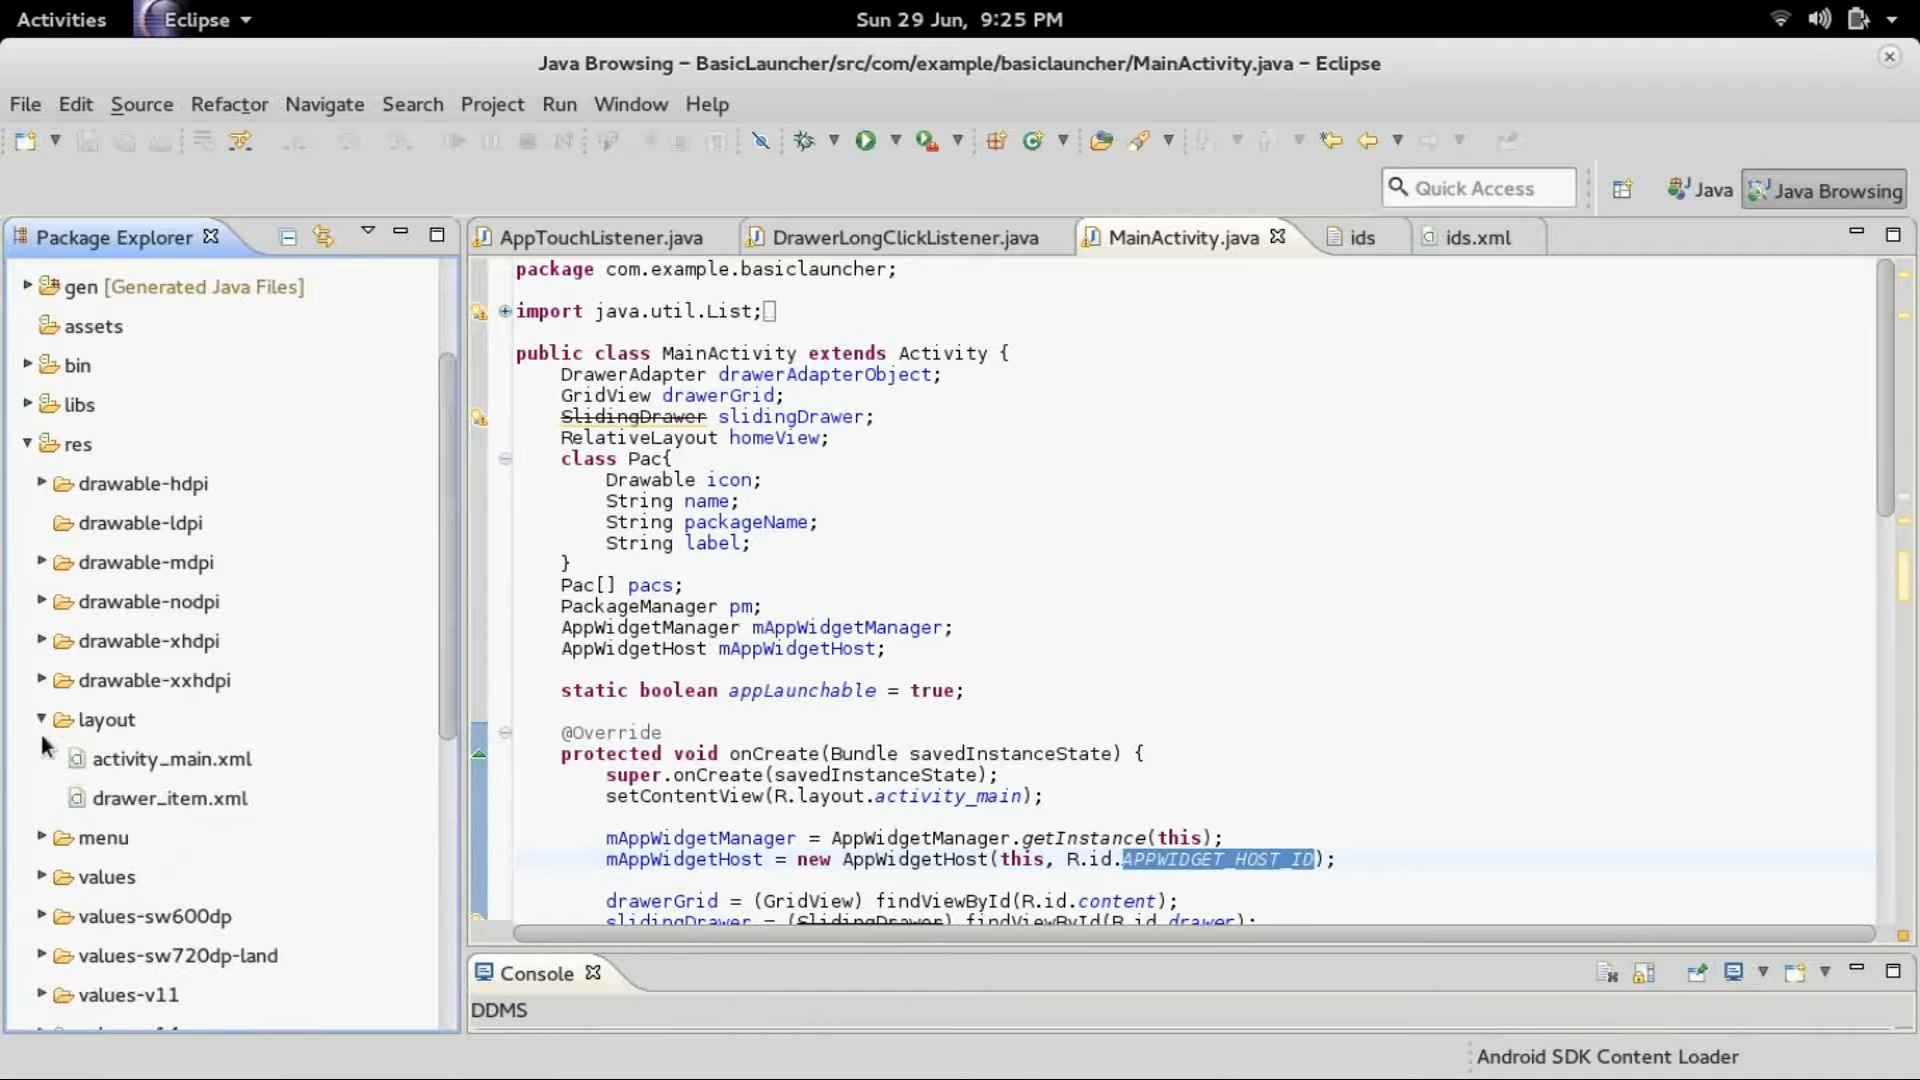 Activities Eclipse Sun 29 Jun, 9:25 PM
Java Browsing – BasicLauncher/src/com/example/basiclauncher/MainActivity.java – Eclipse
File Edit Source Refactor Navigate Search Project Run Window Help
Quick Access Java Java Browsing
Package Explorer
gen [Generated Java Files]
assets
bin
libs
res
drawable-hdpi
drawable-ldpi
drawable-mdpi
drawable-nodpi
drawable-xhdpi
drawable-xxhdpi
layout
activity_main.xml
drawer_item.xml
menu
values
values-sw600dp
values-sw720dp-land
values-v11
AppTouchListener.java DrawerLongClickListener.java MainActivity.java ids ids.xml
package com.example.basiclauncher;
import java.util.List;
public class MainActivity extends Activity {
DrawerAdapter drawerAdapterObject;
GridView drawerGrid;
SlidingDrawer slidingDrawer;
RelativeLayout homeView;
class Pac{
Drawable icon;
String name;
String packageName;
String label;
}
Pac[] pacs;
PackageManager pm;
AppWidgetManager mAppWidgetManager;
AppWidgetHost mAppWidgetHost;
static boolean appLaunchable = true;
@Override
protected void onCreate(Bundle savedInstanceState) {
super.onCreate(savedInstanceState);
setContentView(R.layout.activity_main);
mAppWidgetManager = AppWidgetManager.getInstance(this);
mAppWidgetHost = new AppWidgetHost(this, R.id.APPWIDGET_HOST_ID);
drawerGrid = (GridView) findViewById(R.id.content);
slidingDrawer = (SlidingDrawer) findViewById(R.id.drawer);
Console
DDMS
Android SDK Content Loader